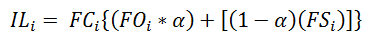 IL_i = FC_i{(FO_i * α) + [(1 − α)(FS_i)]}